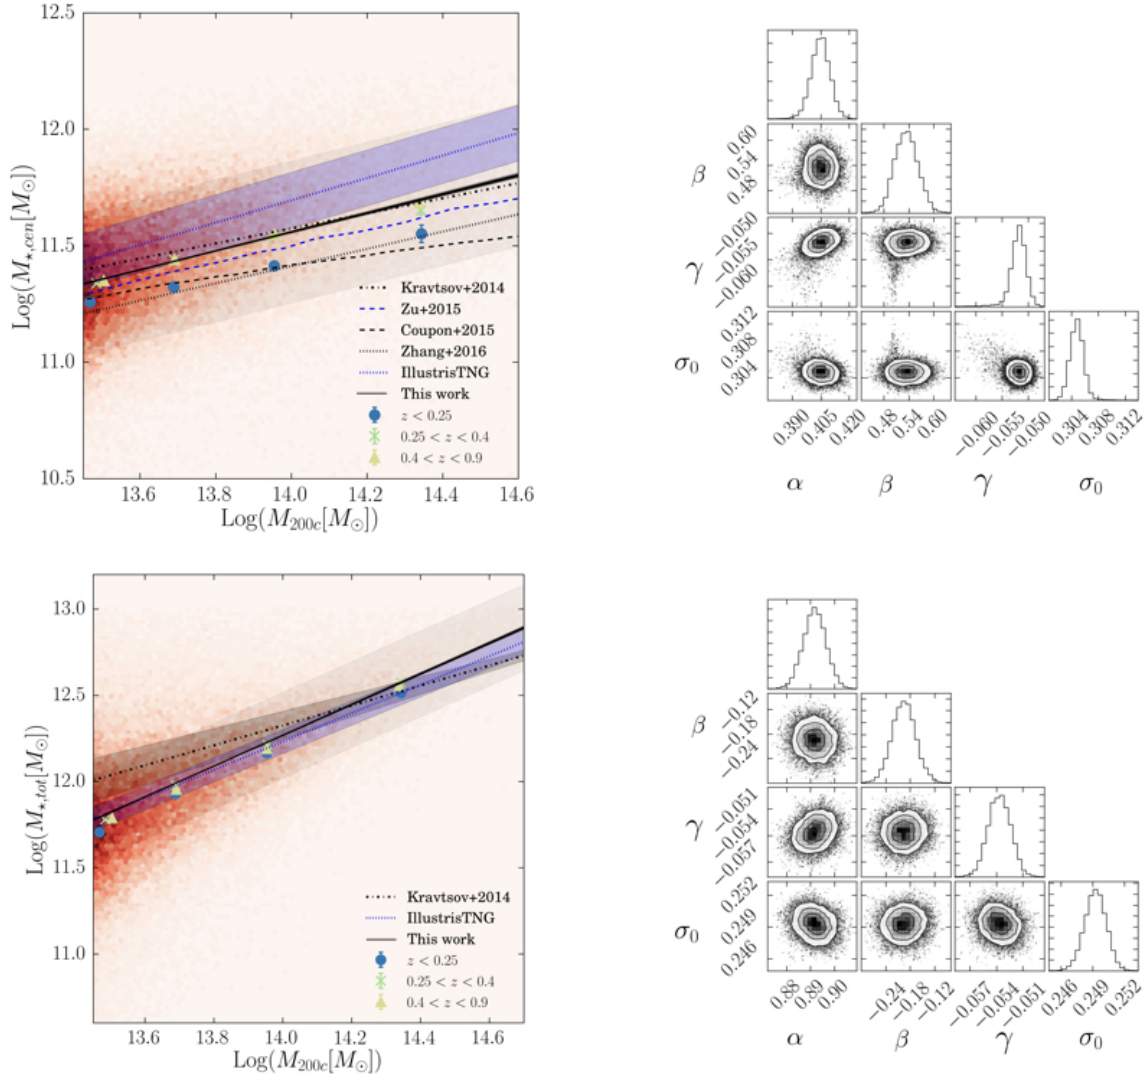 12.5
12.0
11.5
11.0
10.5
Log(M⋆,cen[M⊙])
Kravtsov+2014
Zu+2015
Coupon+2015
Zhang+2016
IllustrisTNG
This work
z < 0.25
0.25 < z < 0.4
0.4 < z < 0.9
13.6 13.8 14.0 14.2 14.4 14.6
Log(M200c[M⊙])
β
0.60
0.54
0.48
γ
−0.050
−0.055
−0.060
σ0
0.312
0.308
0.304
0.390 0.405 0.420 0.48 0.54 0.60 −0.060 −0.055 −0.050 0.304 0.308 0.312
α β γ σ0
13.0
12.5
12.0
11.5
11.0
Log(M⋆,tot[M⊙])
Kravtsov+2014
IllustrisTNG
This work
z < 0.25
0.25 < z < 0.4
0.4 < z < 0.9
13.6 13.8 14.0 14.2 14.4 14.6
Log(M200c[M⊙])
β
−0.12
−0.18
−0.24
γ
−0.051
−0.054
−0.057
σ0
0.252
0.249
0.246
0.88 0.89 0.90 −0.24 −0.18 −0.12 −0.057 −0.054 −0.051 0.246 0.249 0.252
α β γ σ0